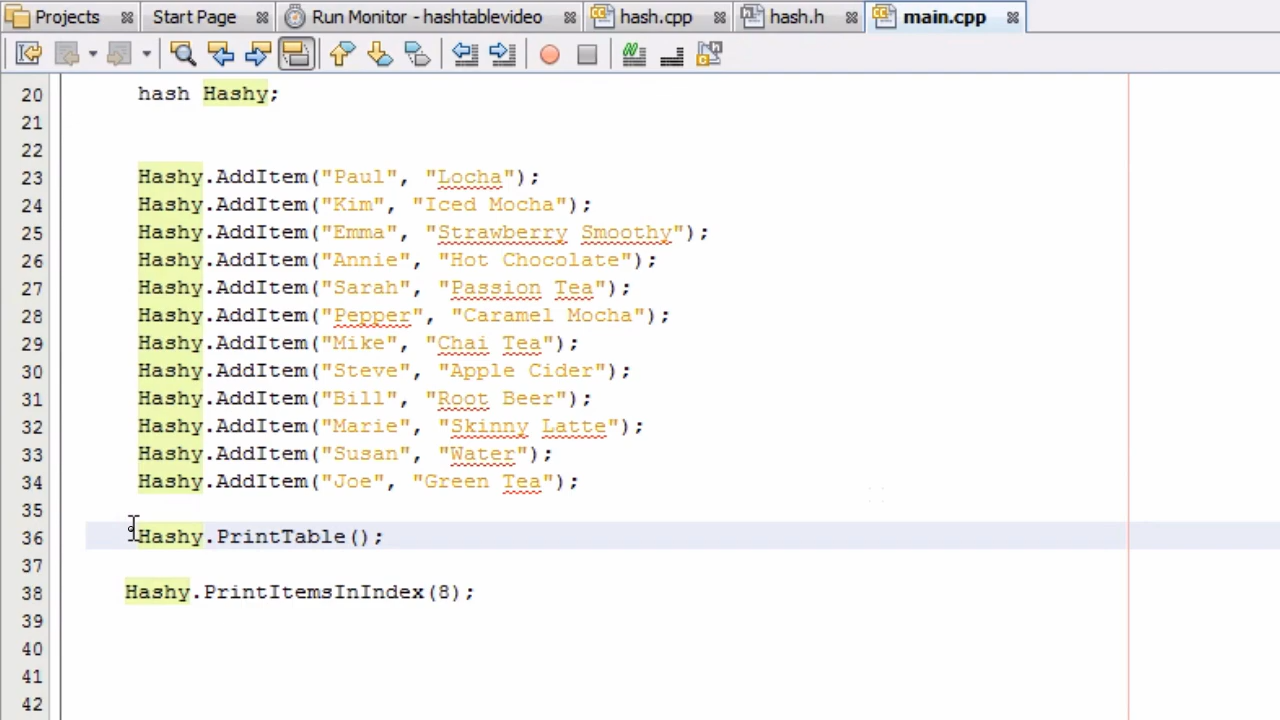 Projects Start Page Run Monitor - hashtablevideo hash.cpp hash.h main.cpp
20 hash Hashy;
21
22
23 Hashy.AddItem("Paul", "Locha");
24 Hashy.AddItem("Kim", "Iced Mocha");
25 Hashy.AddItem("Emma", "Strawberry Smoothy");
26 Hashy.AddItem("Annie", "Hot Chocolate");
27 Hashy.AddItem("Sarah", "Passion Tea");
28 Hashy.AddItem("Pepper", "Caramel Mocha");
29 Hashy.AddItem("Mike", "Chai Tea");
30 Hashy.AddItem("Steve", "Apple Cider");
31 Hashy.AddItem("Bill", "Root Beer");
32 Hashy.AddItem("Marie", "Skinny Latte");
33 Hashy.AddItem("Susan", "Water");
34 Hashy.AddItem("Joe", "Green Tea");
35
36 Hashy.PrintTable();
37
38 Hashy.PrintItemsInIndex(8);
39
40
41
42